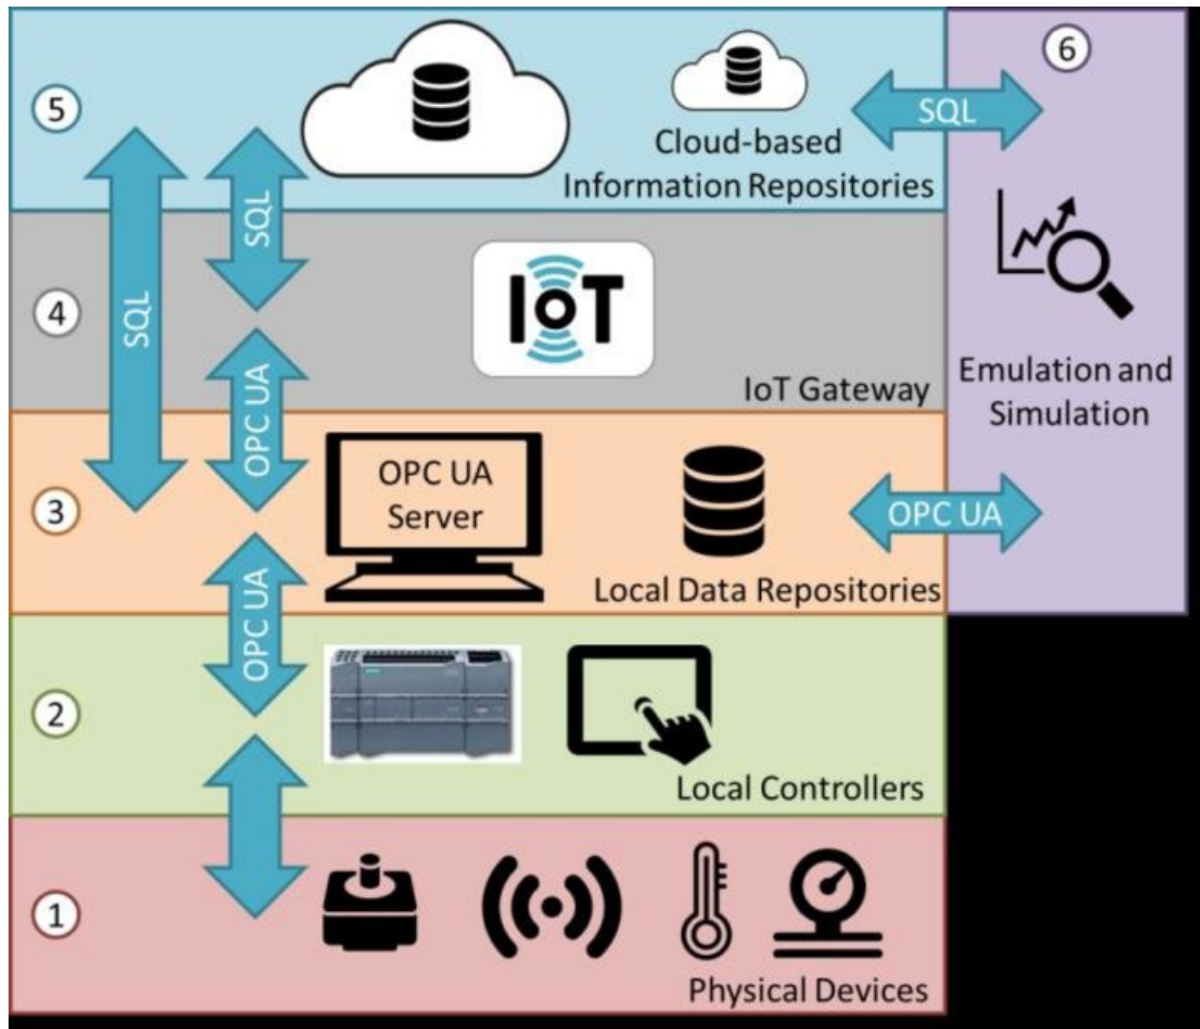 5
SQL
SQL
Cloud-based
Information Repositories
SQL
6
4
OPC UA
IoT
IoT Gateway
Emulation and
Simulation
3
OPC UA
Server
Local Data Repositories
OPC UA
OPC UA
2
Local Controllers
1
Physical Devices